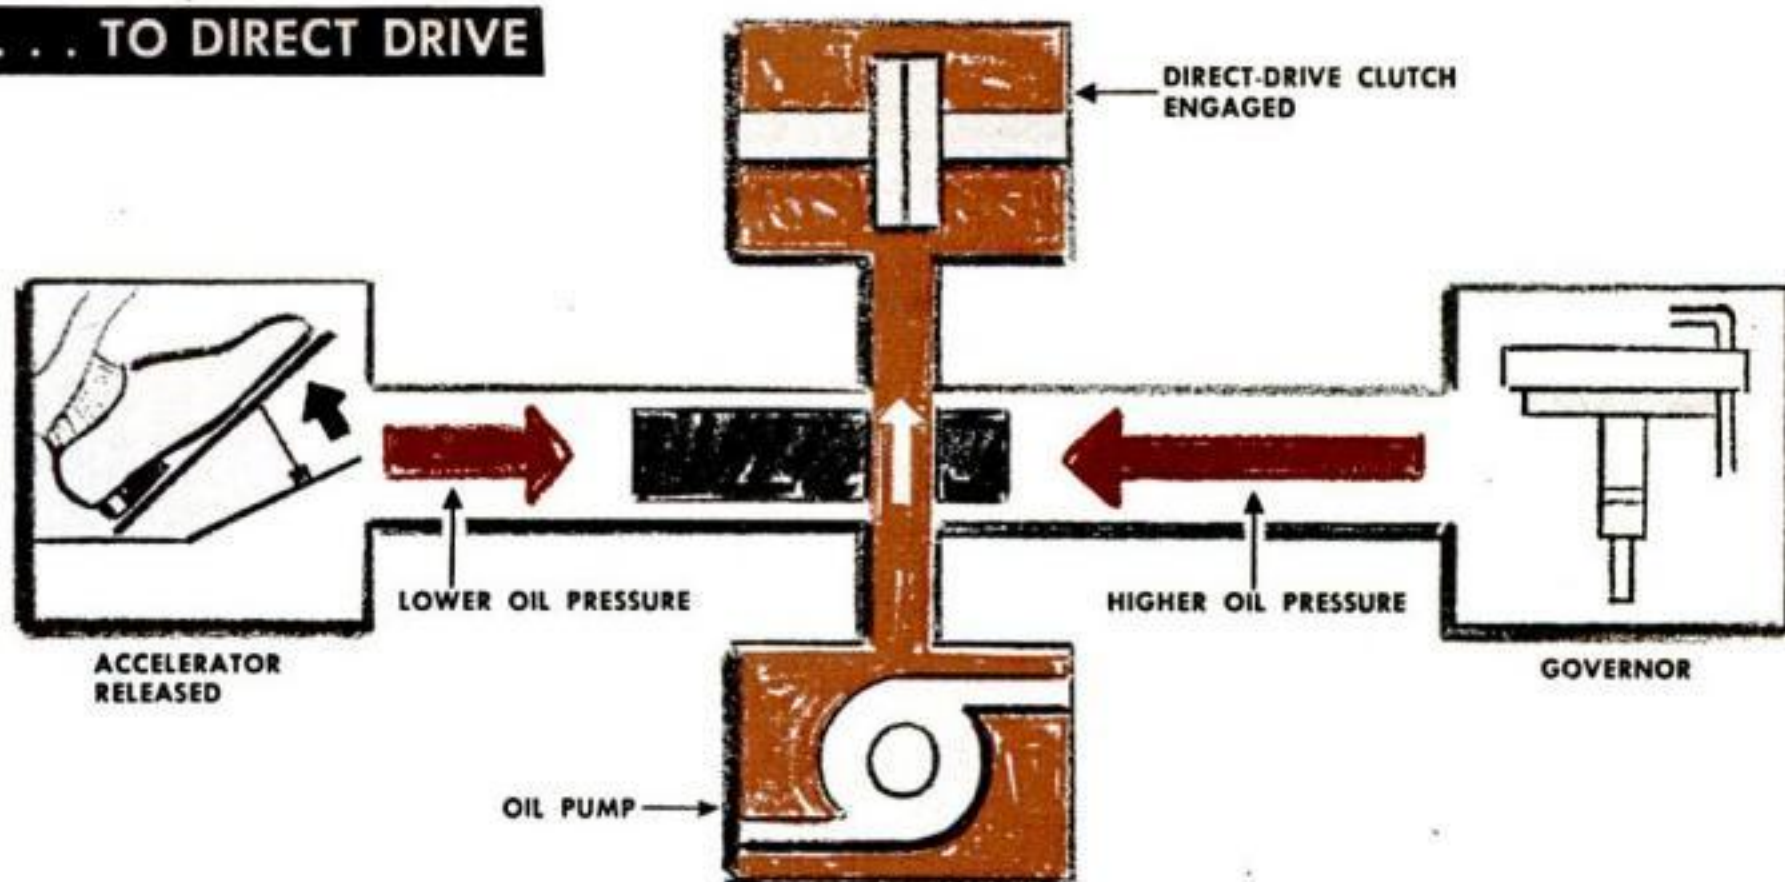 . . . TO DIRECT DRIVE
DIRECT-DRIVE CLUTCH
ENGAGED
LOWER OIL PRESSURE
HIGHER OIL PRESSURE
ACCELERATOR
RELEASED
GOVERNOR
OIL PUMP